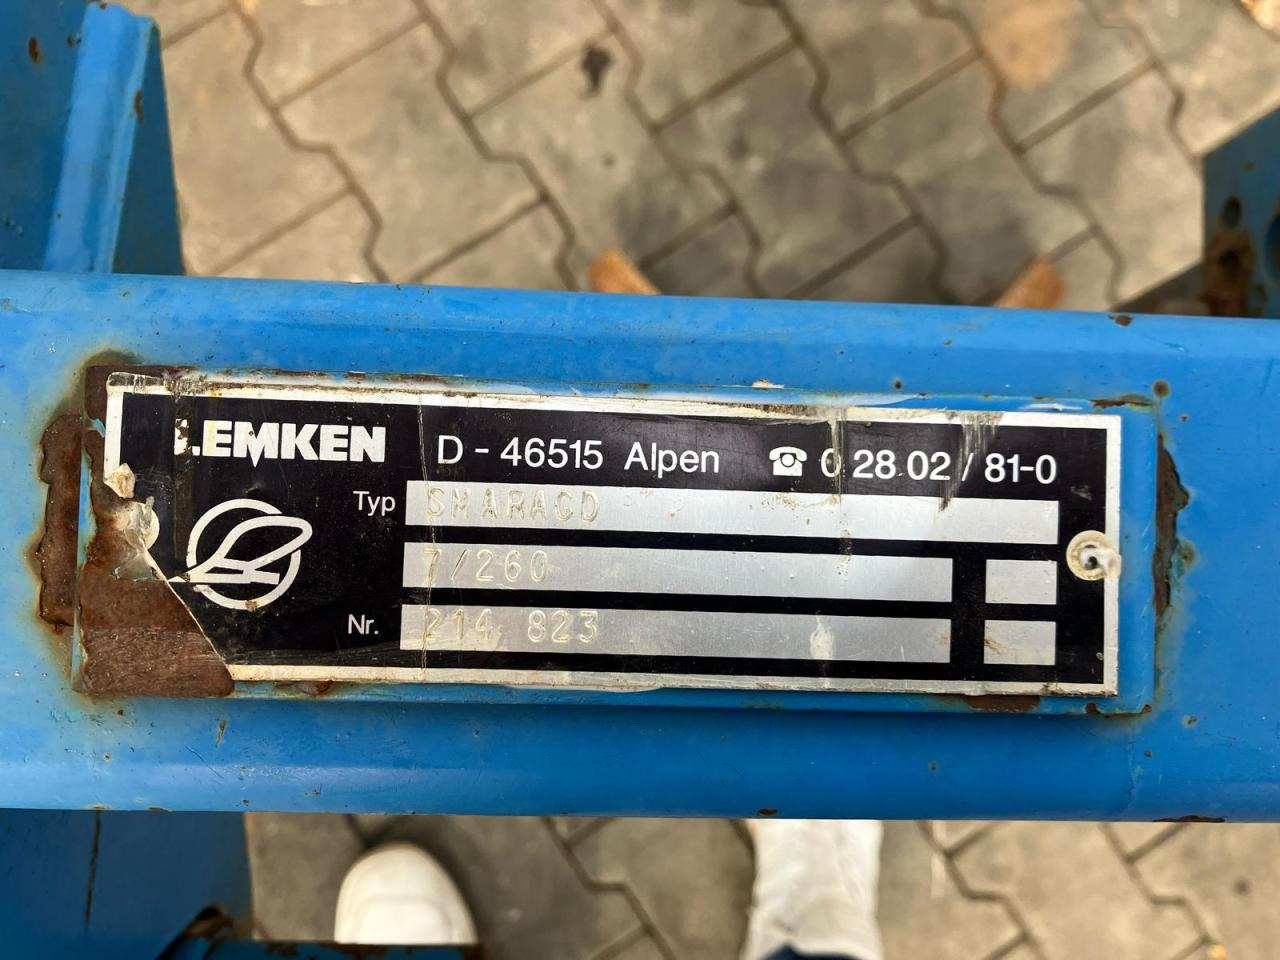 LEMKEN D - 46515 Alpen ☎ 0 28 02 / 81-0
Typ SMARAGD
7/260
Nr. 214 823